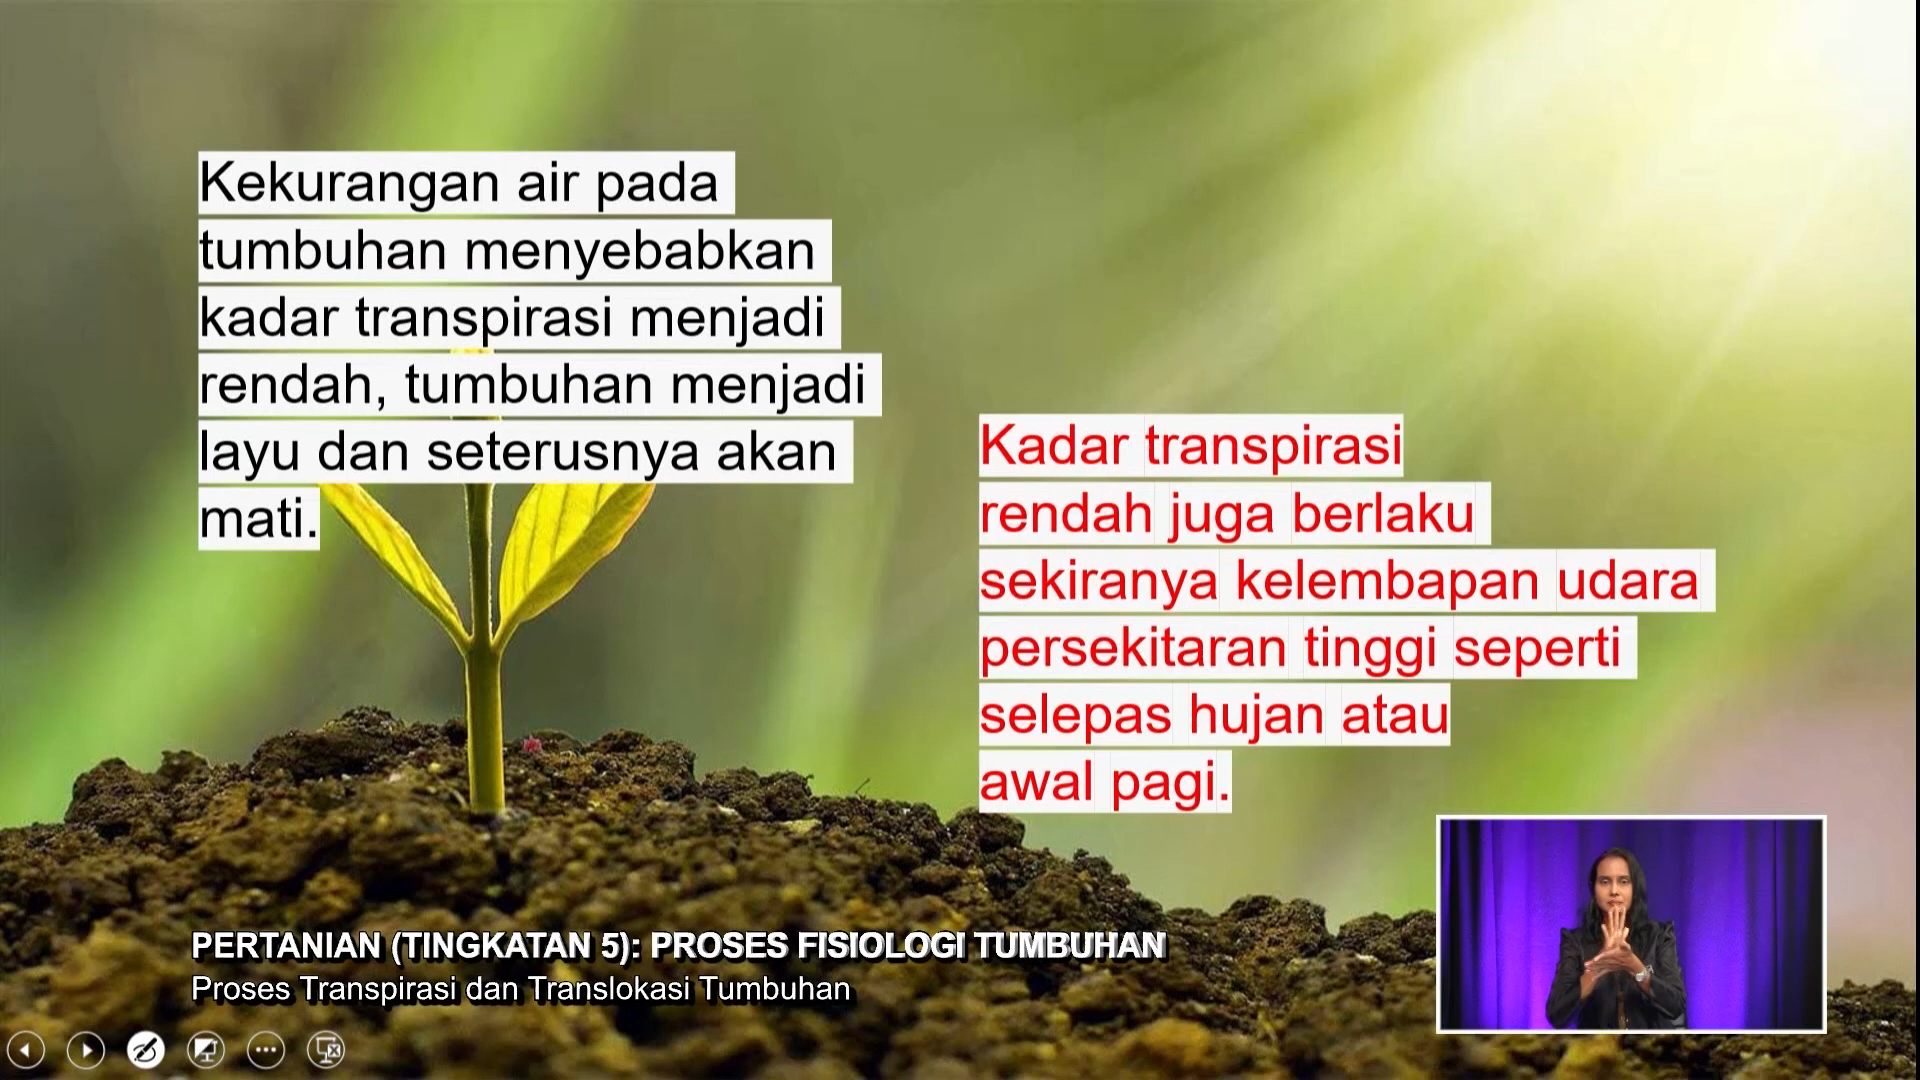 Kekurangan air pada
tumbuhan menyebabkan
kadar transpirasi menjadi
rendah, tumbuhan menjadi
layu dan seterusnya akan
mati.
Kadar transpirasi
rendah juga berlaku
sekiranya kelembapan udara
persekitaran tinggi seperti
selepas hujan atau
awal pagi.
PERTANIAN (TINGKATAN 5): PROSES FISIOLOGI TUMBUHAN
Proses Transpirasi dan Translokasi Tumbuhan